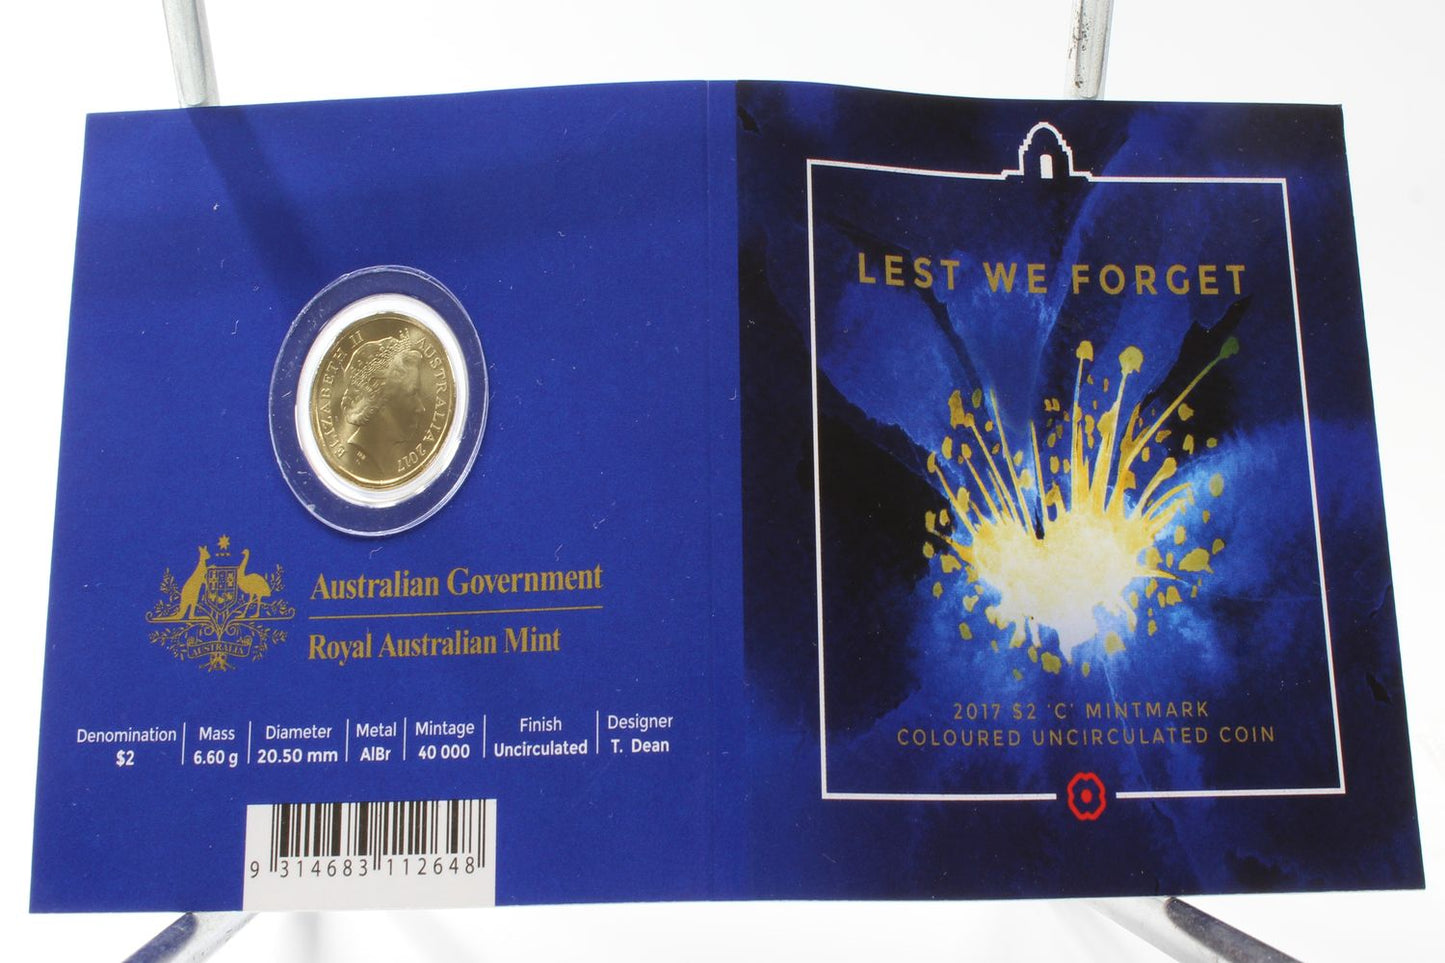 ELIZABETH II AUSTRALIA 2017
Australian Government
Royal Australian Mint
AUSTRALIA
Denomination
$2
Mass
6.60 g
Diameter
20.50 mm
Metal
AlBr
Mintage
40 000
Finish
Uncirculated
Designer
T. Dean
9 314683 112648
LEST WE FORGET
2017 $2 'C' MINTMARK
COLOURED UNCIRCULATED COIN